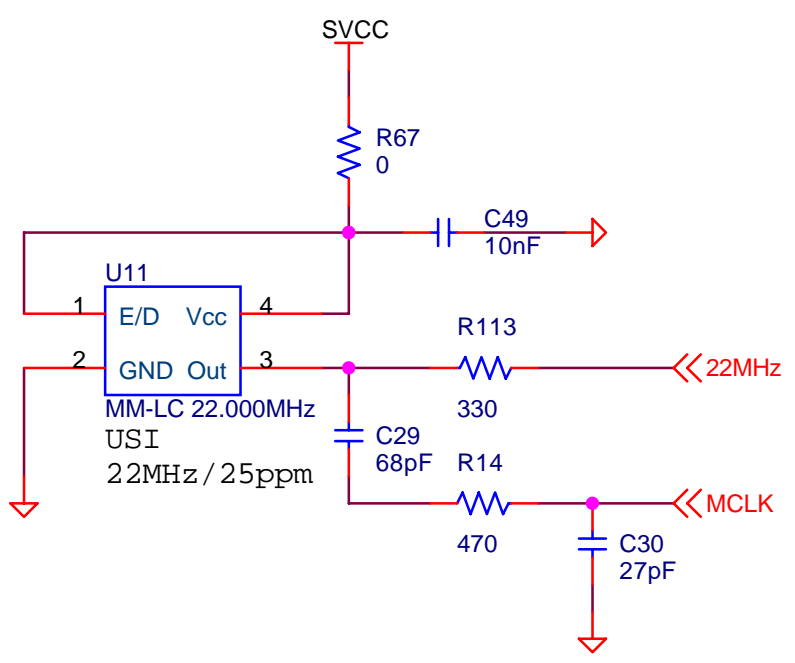 SVCC
R67
0
C49
10nF
U11
1
E/D
Vcc
4
2
GND
Out
3
MM-LC 22.000MHz
USI
22MHz/25ppm
R113
330
22MHz
C29
68pF
R14
470
MCLK
C30
27pF